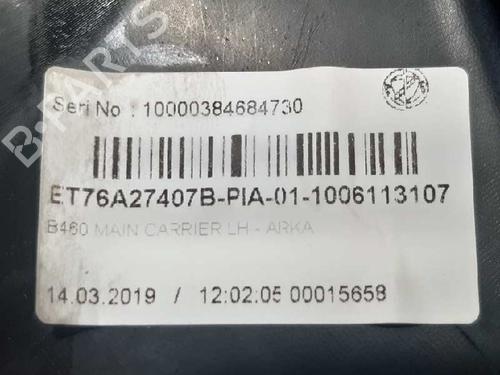 B-PARTS
Seri No : 10000384684730
ET76A27407B-PIA-01-1006113107
B460 MAIN CARRIER LH - ARKA
14.03.2019 / 12:02:05 00015658